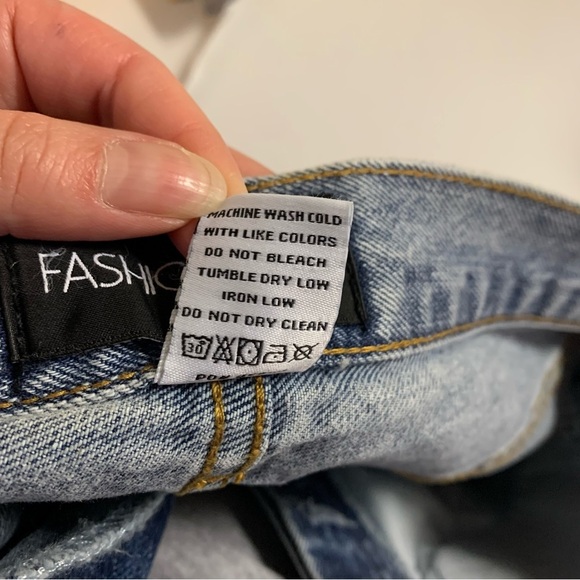 MACHINE WASH COLD
WITH LIKE COLORS
DO NOT BLEACH
TUMBLE DRY LOW
IRON LOW
DO NOT DRY CLEAN
30
FASHIO